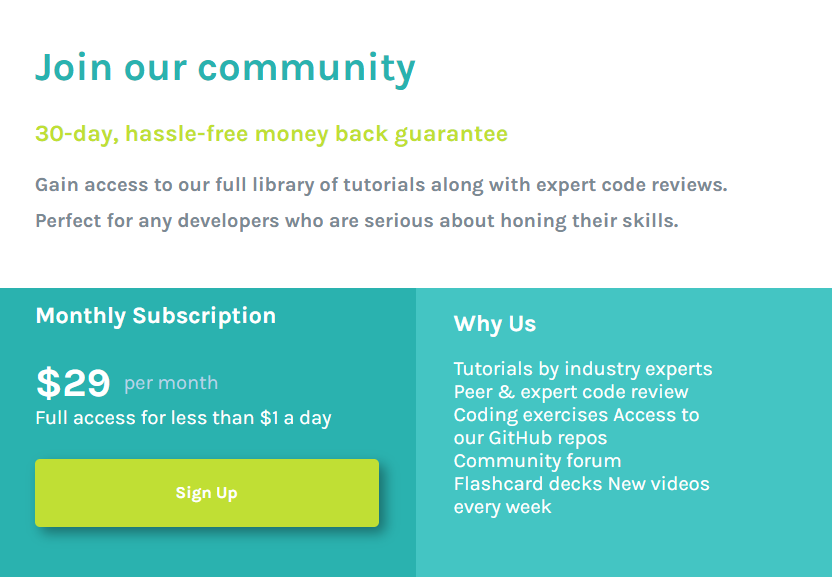 Join our community
30-day, hassle-free money back guarantee
Gain access to our full library of tutorials along with expert code reviews.
Perfect for any developers who are serious about honing their skills.
Monthly Subscription
$29 per month
Full access for less than $1 a day
Sign Up
Why Us
Tutorials by industry experts
Peer & expert code review
Coding exercises Access to
our GitHub repos
Community forum
Flashcard decks New videos
every week